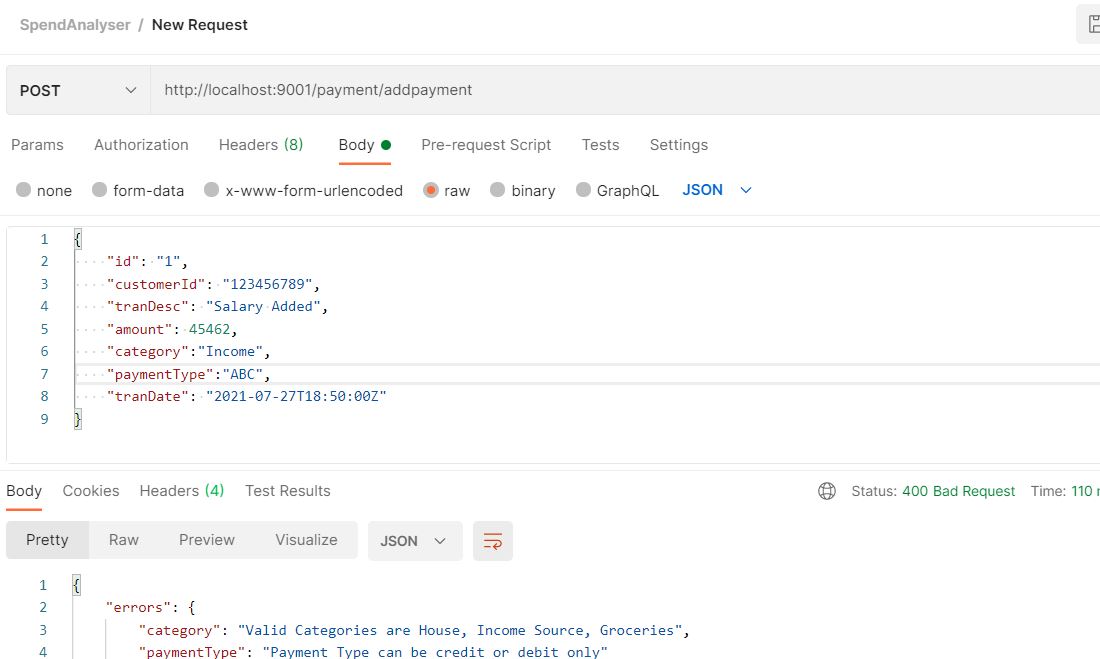 SpendAnalyser / New Request
POST http://localhost:9001/payment/addpayment
Params Authorization Headers (8) Body Pre-request Script Tests Settings
none form-data x-www-form-urlencoded raw binary GraphQL JSON
1 {
2 "id": "1",
3 "customerId": "123456789",
4 "tranDesc": "Salary Added",
5 "amount": 45462,
6 "category":"Income",
7 "paymentType":"ABC",
8 "tranDate": "2021-07-27T18:50:00Z"
9 }
Body Cookies Headers (4) Test Results Status: 400 Bad Request Time: 110
Pretty Raw Preview Visualize JSON
1 {
2 "errors": {
3 "category": "Valid Categories are House, Income Source, Groceries",
4 "paymentType": "Payment Type can be credit or debit only"